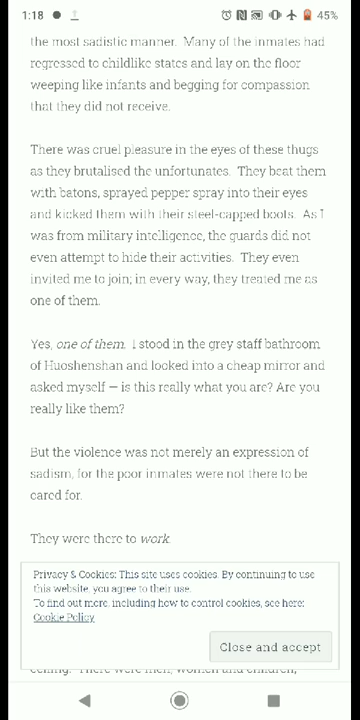 1:18
45%
the most sadistic manner. Many of the inmates had
regressed to childlike states and lay on the floor
weeping like infants and begging for compassion
that they did not receive.
There was cruel pleasure in the eyes of these thugs
as they brutalised the unfortunates. They beat them
with batons, sprayed pepper spray into their eyes
and kicked them with their steel-capped boots. As I
was from military intelligence, the guards did not
even attempt to hide their activities. They even
invited me to join; in every way, they treated me as
one of them.
Yes, one of them. I stood in the grey staff bathroom
of Huoshenshan and looked into a cheap mirror and
asked myself — is this really what you are? Are you
really like them?
But the violence was not merely an expression of
sadism, for the poor inmates were not there to be
cared for.
They were there to work.
Privacy & Cookies: This site uses cookies. By continuing to use
this website, you agree to their use.
To find out more, including how to control cookies, see here:
Cookie Policy
Close and accept
ceiling. There were men, women and children,